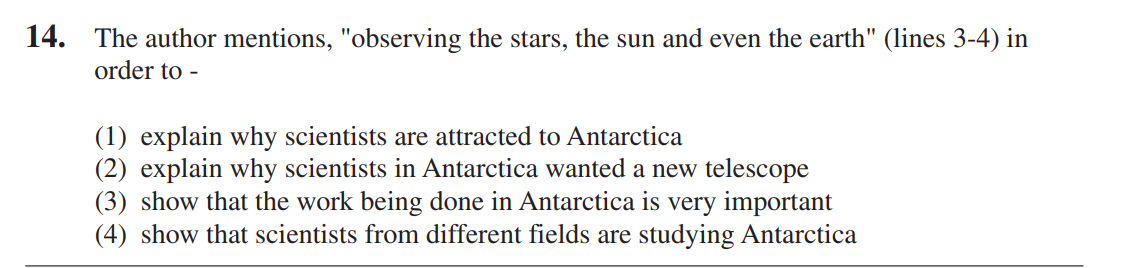 14. The author mentions, "observing the stars, the sun and even the earth" (lines 3-4) in
order to -
(1) explain why scientists are attracted to Antarctica
(2) explain why scientists in Antarctica wanted a new telescope
(3) show that the work being done in Antarctica is very important
(4) show that scientists from different fields are studying Antarctica